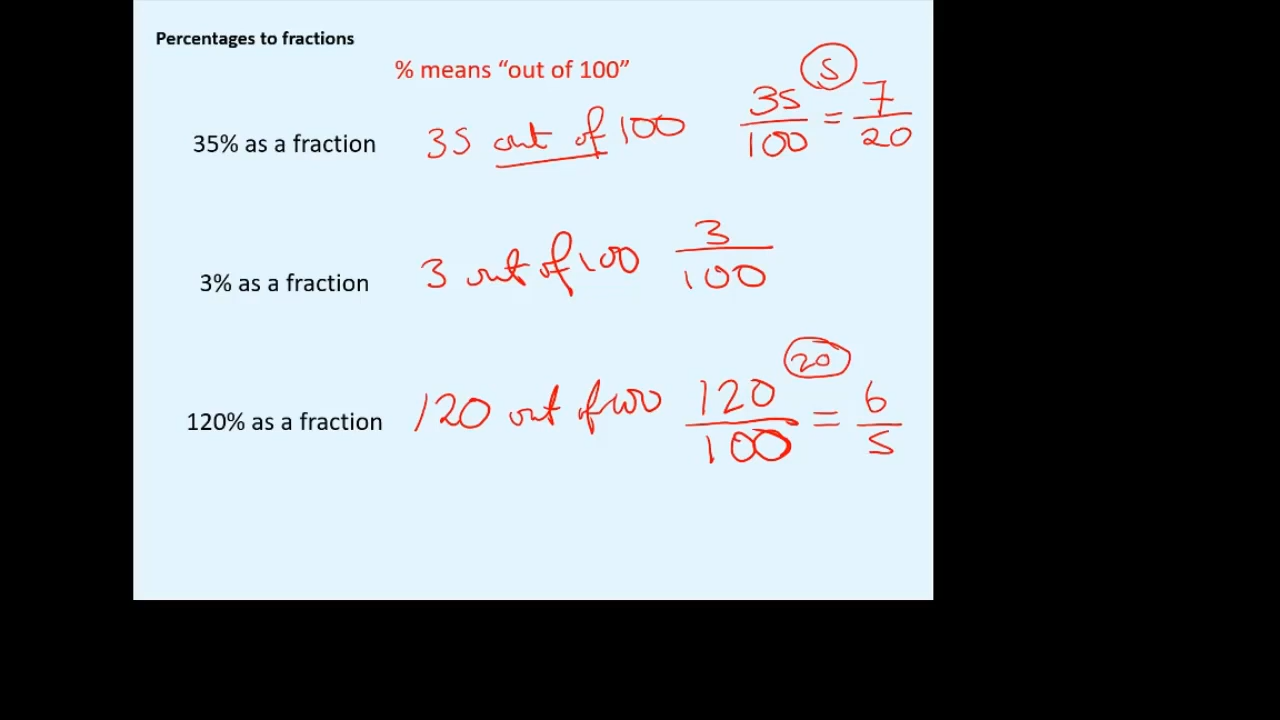 Percentages to fractions
% means “out of 100”
35% as a fraction 35 out of 100 35/100 = 7/20 5
3% as a fraction 3 out of 100 3/100
120% as a fraction 120 out of 100 120/100 = 6/5 20